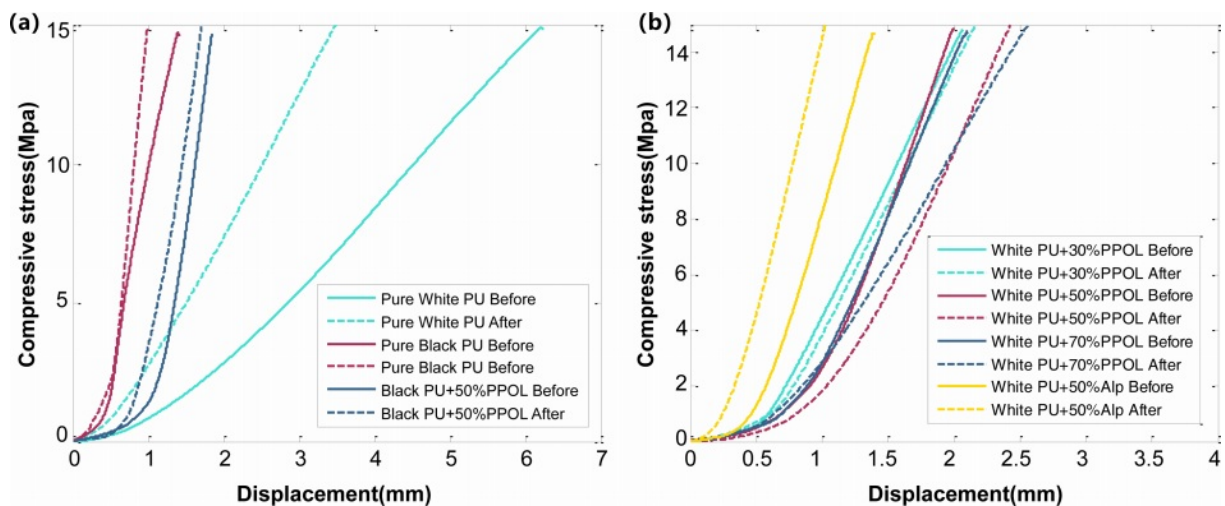 (a)
15
10
5
0
0 1 2 3 4 5 6 7
Compressive stress(Mpa)
Displacement(mm)
Pure White PU Before
Pure White PU After
Pure Black PU Before
Pure Black PU Before
Black PU+50%PPOL Before
Black PU+50%PPOL After
(b)
14
12
10
8
6
4
2
0
0 0.5 1 1.5 2 2.5 3 3.5 4
Compressive stress(Mpa)
Displacement(mm)
White PU+30%PPOL Before
White PU+30%PPOL After
White PU+50%PPOL Before
White PU+50%PPOL After
White PU+70%PPOL Before
White PU+70%PPOL After
White PU+50%Alp Before
White PU+50%Alp After